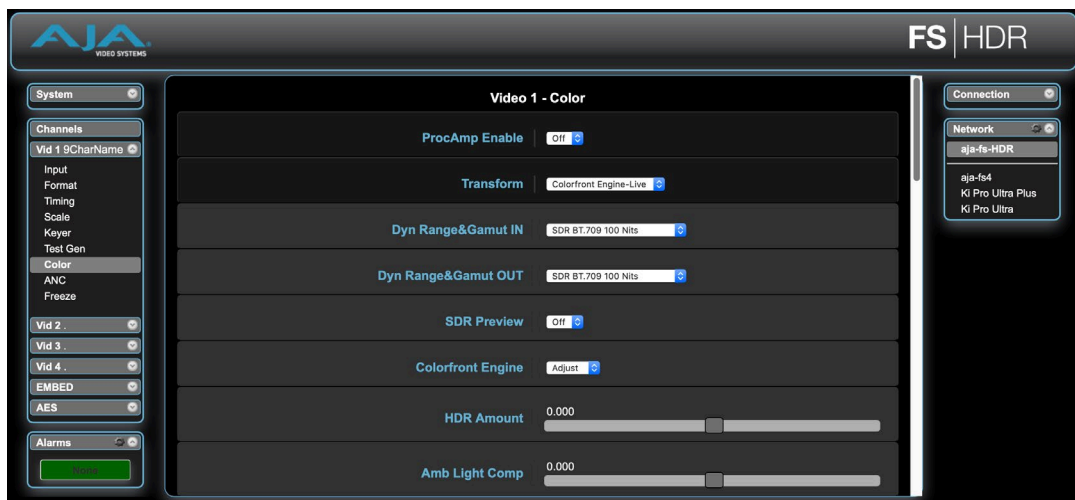 AJA
VIDEO SYSTEMS
FS HDR
System
Channels
Vid 1 9CharName
Input
Format
Timing
Scale
Keyer
Test Gen
Color
ANC
Freeze
Vid 2 .
Vid 3 .
Vid 4 .
EMBED
AES
Alarms
None
Video 1 - Color
ProcAmp Enable Off
Transform Colorfront Engine-Live
Dyn Range&Gamut IN SDR BT.709 100 Nits
Dyn Range&Gamut OUT SDR BT.709 100 Nits
SDR Preview Off
Colorfront Engine Adjust
HDR Amount 0.000
Amb Light Comp 0.000
Connection
Network
aja-fs-HDR
aja-fs4
Ki Pro Ultra Plus
Ki Pro Ultra